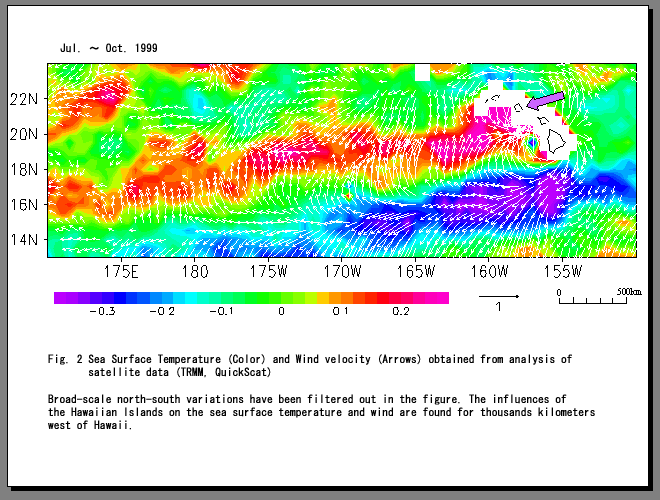 Jul. ～ Oct. 1999
22N
20N
18N
16N
14N
175E 180 175W 170W 165W 160W 155W
-0.3 -0.2 -0.1 0 0.1 0.2
1
0 500km
Fig. 2 Sea Surface Temperature (Color) and Wind velocity (Arrows) obtained from analysis of
satellite data (TRMM, QuickScat)
Broad-scale north-south variations have been filtered out in the figure. The influences of
the Hawaiian Islands on the sea surface temperature and wind are found for thousands kilometers
west of Hawaii.